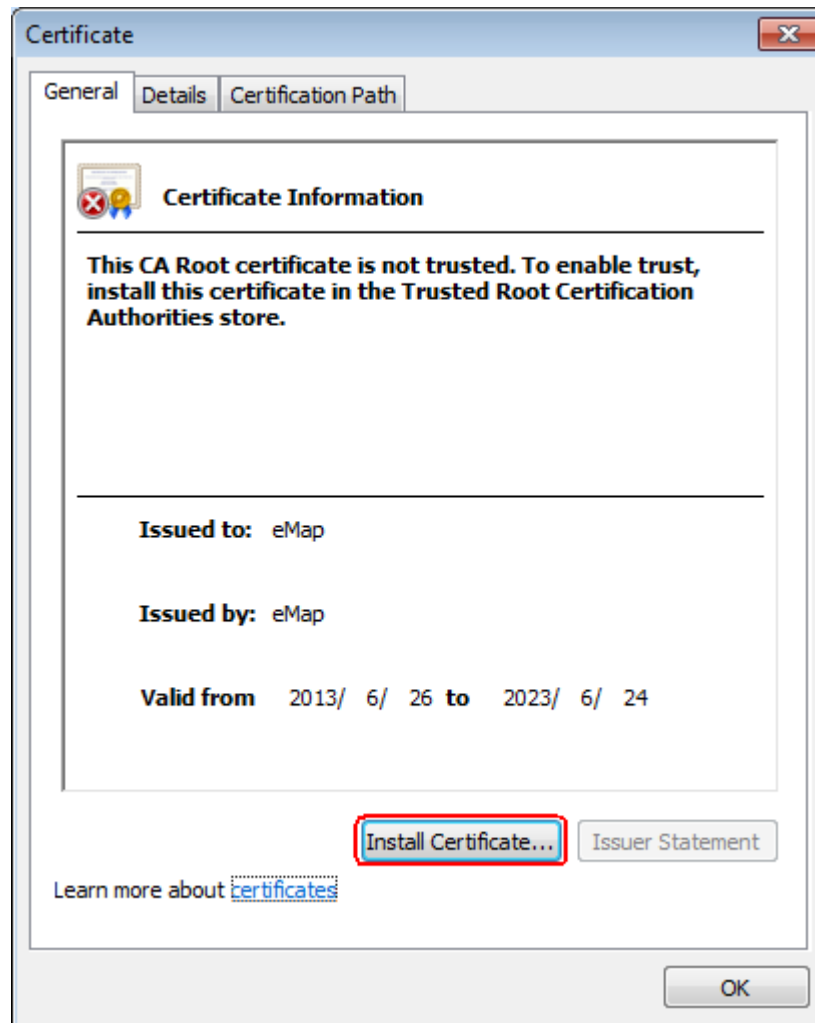 Certificate
General Details Certification Path
Certificate Information
This CA Root certificate is not trusted. To enable trust,
install this certificate in the Trusted Root Certification
Authorities store.
Issued to: eMap
Issued by: eMap
Valid from 2013/ 6/ 26 to 2023/ 6/ 24
Install Certificate... Issuer Statement
Learn more about certificates
OK